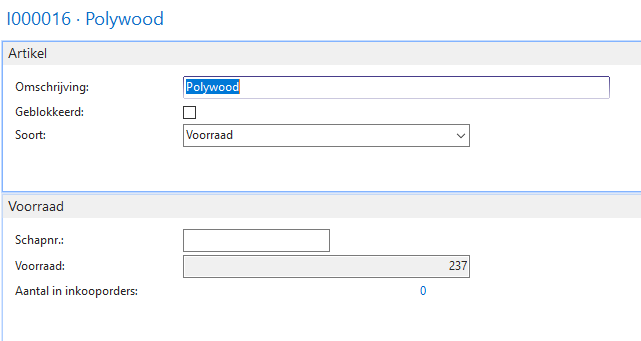 I000016 · Polywood
Artikel
Omschrijving: Polywood
Geblokkeerd:
Soort: Voorraad
Voorraad
Schapnr.:
Voorraad: 237
Aantal in inkooporders: 0